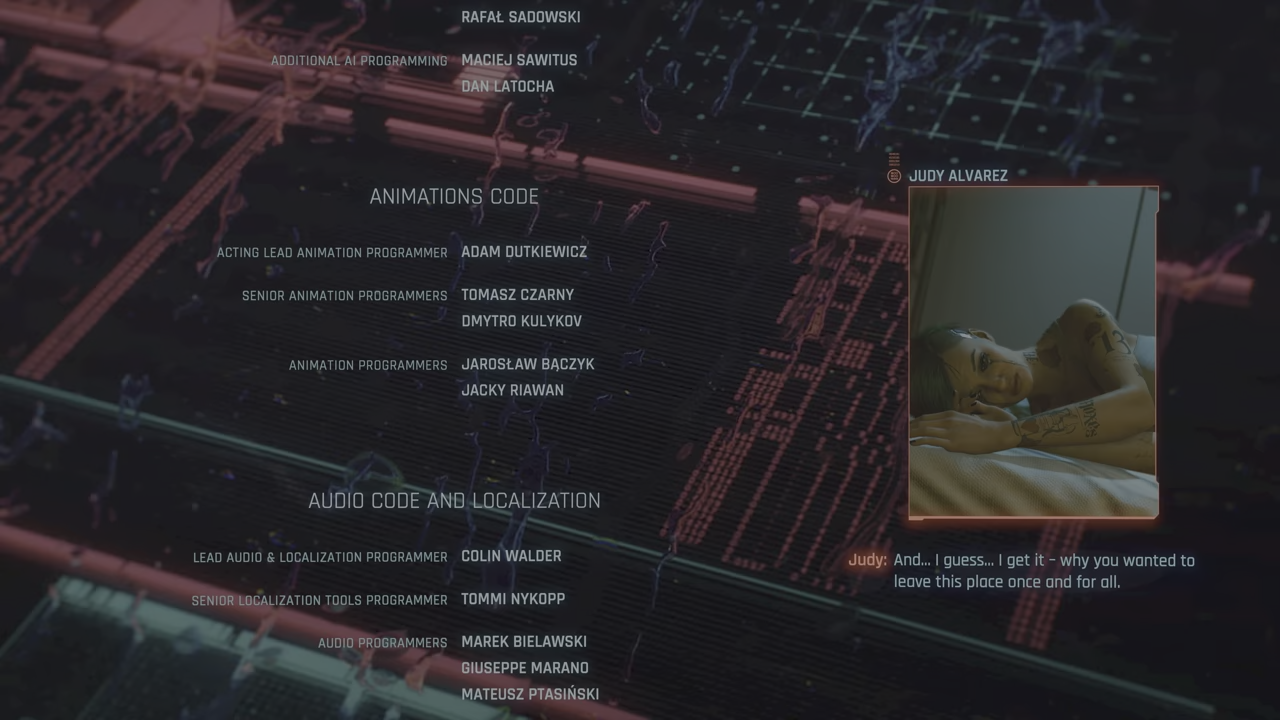 RAFAŁ SADOWSKI
ADDITIONAL AI PROGRAMMING MACIEJ SAWITUS
DAN LATOCHA
ANIMATIONS CODE
ACTING LEAD ANIMATION PROGRAMMER ADAM DUTKIEWICZ
SENIOR ANIMATION PROGRAMMERS TOMASZ CZARNY
DMYTRO KULYKOV
ANIMATION PROGRAMMERS JAROSŁAW BĄCZYK
JACKY RIAWAN
AUDIO CODE AND LOCALIZATION
LEAD AUDIO & LOCALIZATION PROGRAMMER COLIN WALDER
SENIOR LOCALIZATION TOOLS PROGRAMMER TOMMI NYKOPP
AUDIO PROGRAMMERS MAREK BIELAWSKI
GIUSEPPE MARANO
MATEUSZ PTASIŃSKI
JUDY ALVAREZ
Judy: And... I guess... I get it – why you wanted to
leave this place once and for all.